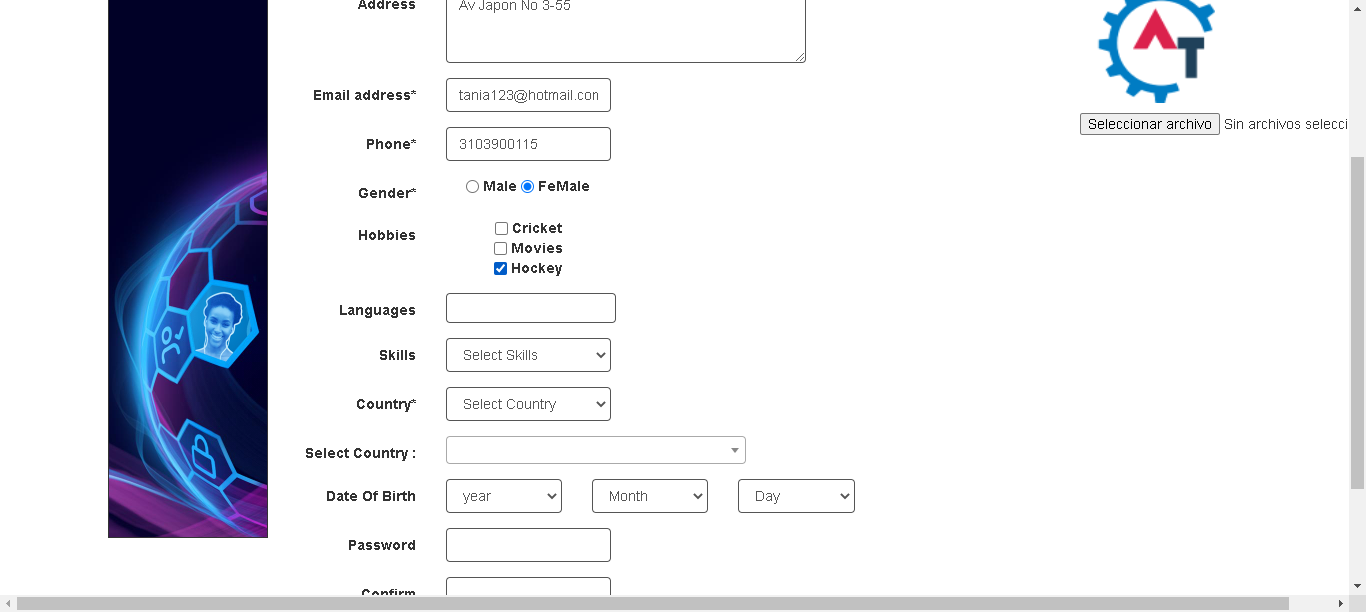 Address
Av Japon No 3-55
AT
Seleccionar archivo Sin archivos selecci
Email address* tania123@hotmail.con
Phone* 3103900115
Gender* Male FeMale
Hobbies
Cricket
Movies
Hockey
Languages
Skills Select Skills
Country* Select Country
Select Country :
Date Of Birth year Month Day
Password
Confirm